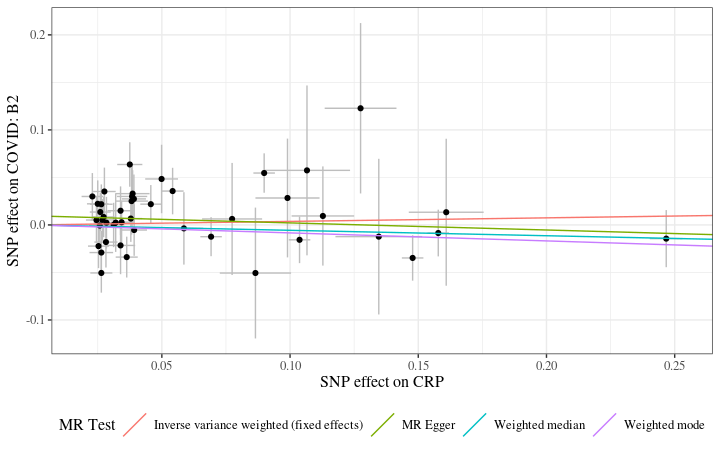 SNP effect on COVID: B2
0.2
0.1
0.0
-0.1
0.05
0.10
0.15
0.20
0.25
SNP effect on CRP
MR Test
Inverse variance weighted (fixed effects)
MR Egger
Weighted median
Weighted mode